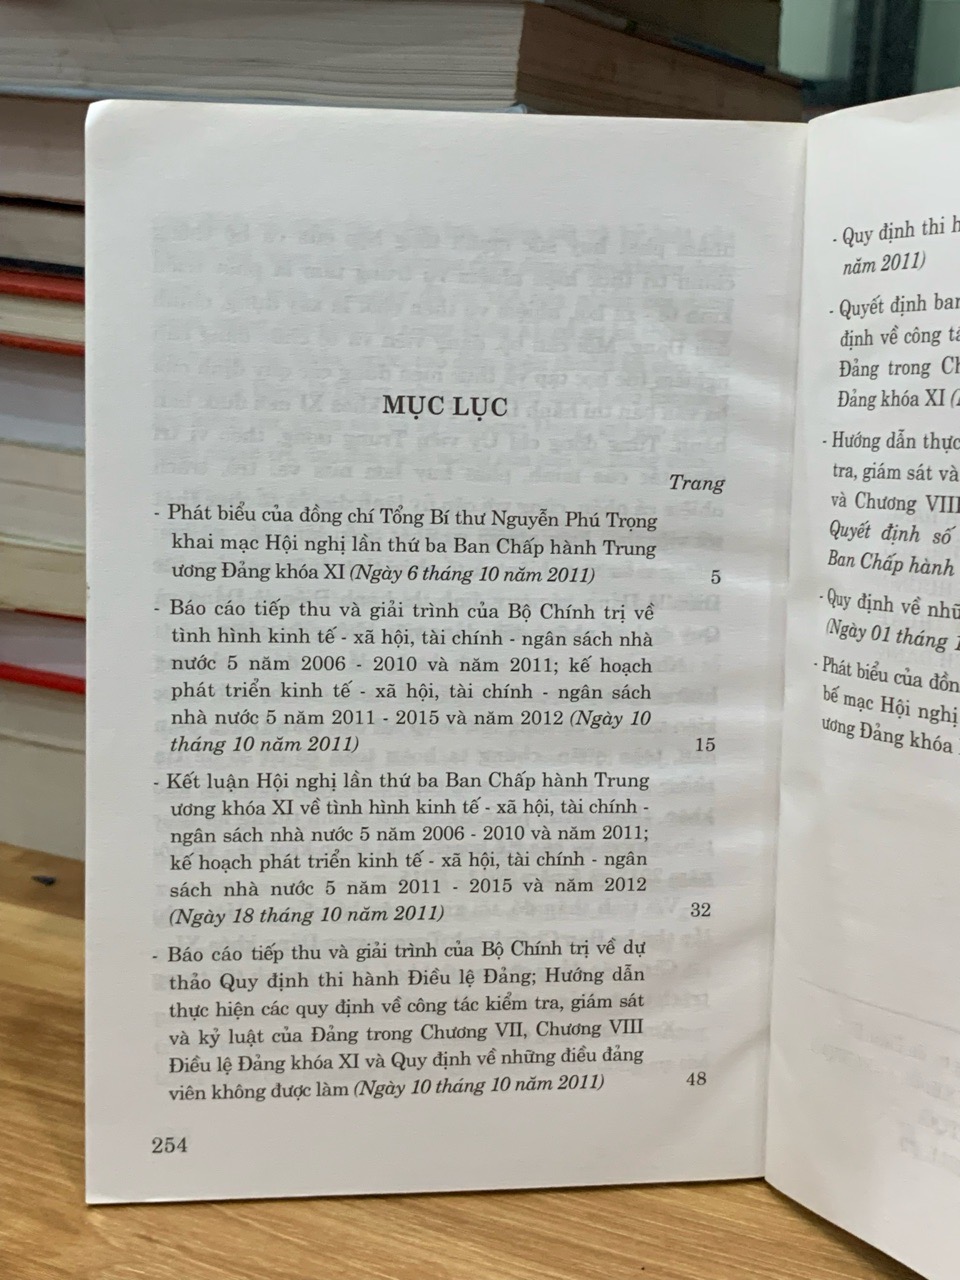 MỤC LỤC
Trang
- Phát biểu của đồng chí Tổng Bí thư Nguyễn Phú Trọng
khai mạc Hội nghị lần thứ ba Ban Chấp hành Trung
ương Đảng khóa XI (Ngày 6 tháng 10 năm 2011) 5
- Báo cáo tiếp thu và giải trình của Bộ Chính trị về
tình hình kinh tế - xã hội, tài chính - ngân sách nhà
nước 5 năm 2006 - 2010 và năm 2011; kế hoạch
phát triển kinh tế - xã hội, tài chính - ngân sách
nhà nước 5 năm 2011 - 2015 và năm 2012 (Ngày 10
tháng 10 năm 2011) 15
- Kết luận Hội nghị lần thứ ba Ban Chấp hành Trung
ương khóa XI về tình hình kinh tế - xã hội, tài chính -
ngân sách nhà nước 5 năm 2006 - 2010 và năm 2011;
kế hoạch phát triển kinh tế - xã hội, tài chính - ngân
sách nhà nước 5 năm 2011 - 2015 và năm 2012
(Ngày 18 tháng 10 năm 2011) 32
- Báo cáo tiếp thu và giải trình của Bộ Chính trị về dự
thảo Quy định thi hành Điều lệ Đảng; Hướng dẫn
thực hiện các quy định về công tác kiểm tra, giám sát
và kỷ luật của Đảng trong Chương VII, Chương VIII
Điều lệ Đảng khóa XI và Quy định về những điều đảng
viên không được làm (Ngày 10 tháng 10 năm 2011) 48
254
- Quy định thi
năm 2011)
- Quyết định ban
định về công
Đảng trong
Đảng khóa XI
- Hướng dẫn thực
tra, giám sát và
và Chương VIII
Quyết định số
Ban Chấp hành
- Quy định về
(Ngày 01 tháng
- Phát biểu của
bế mạc Hội nghị
ương Đảng khóa